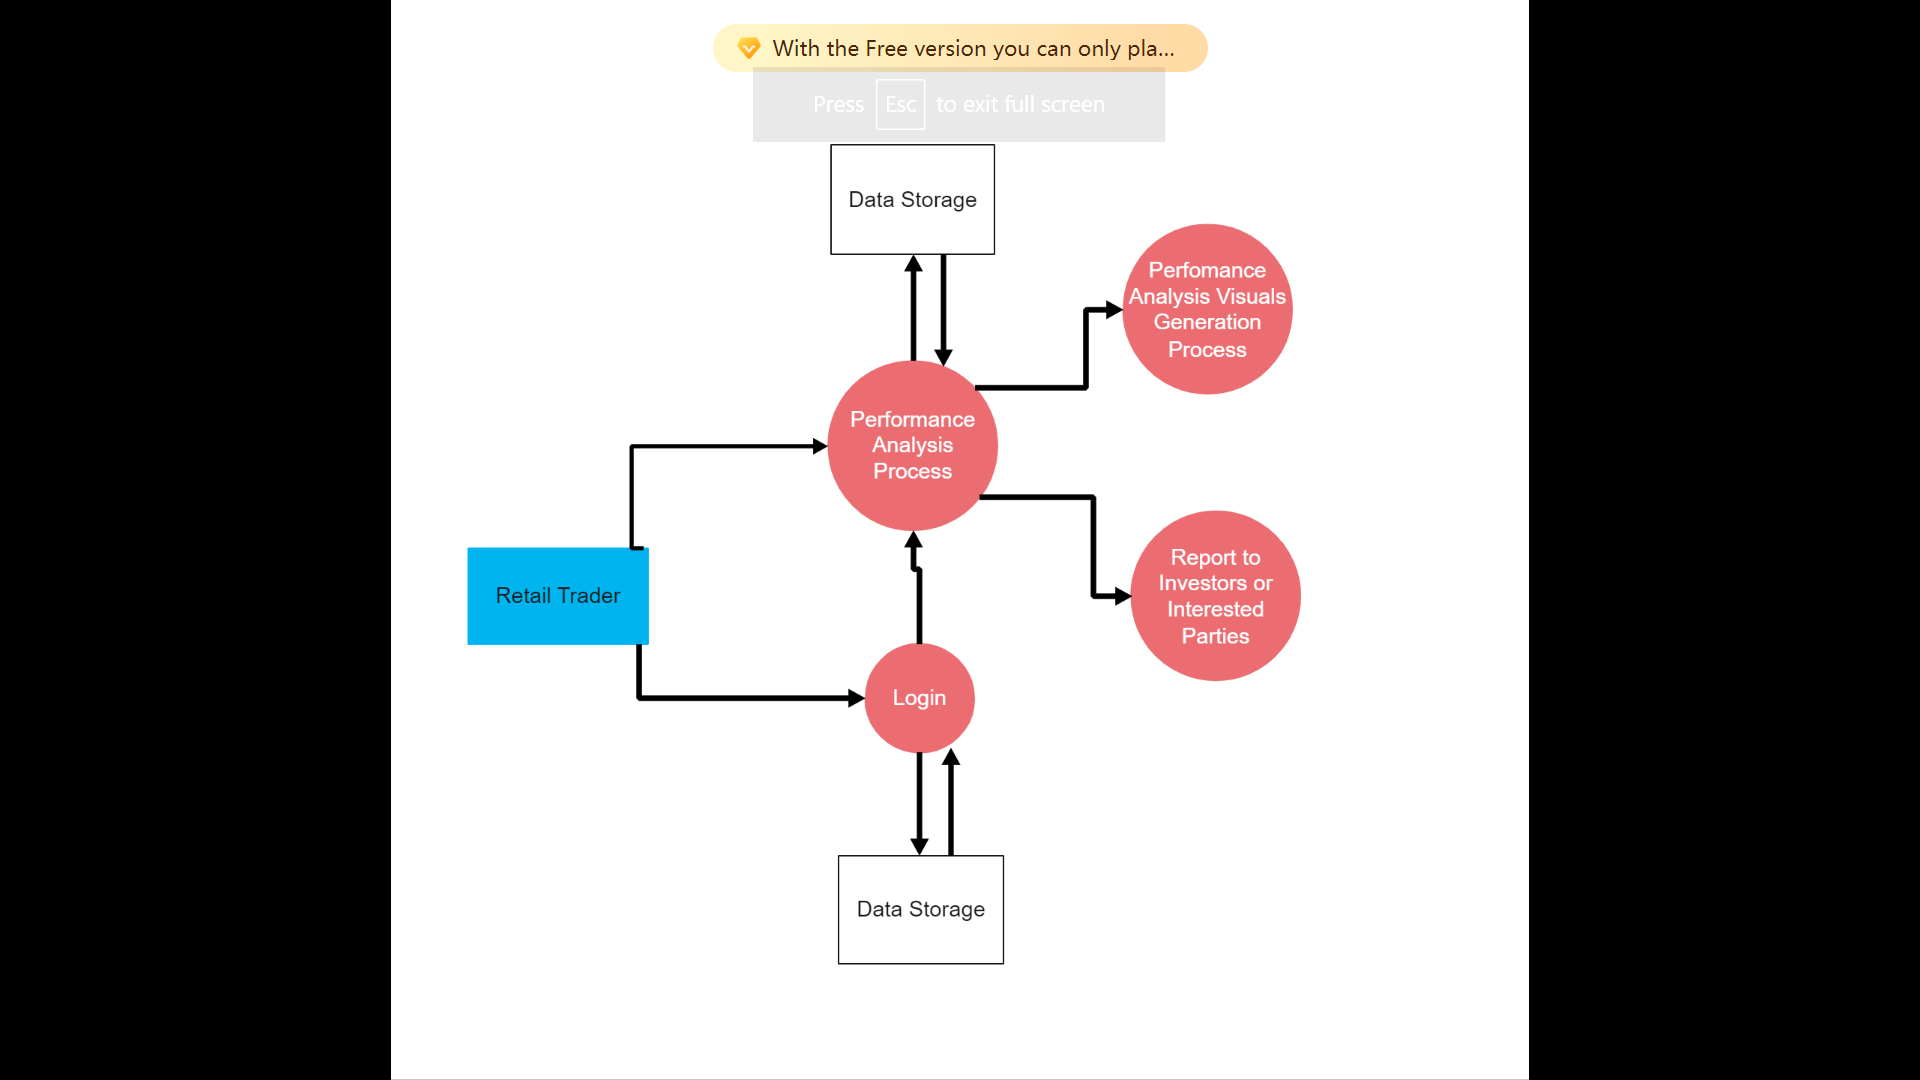 With the Free version you can only pla...
Press Esc to exit full screen
Data Storage
Perfomance
Analysis Visuals
Generation
Process
Performance
Analysis
Process
Retail Trader
Report to
Investors or
Interested
Parties
Login
Data Storage